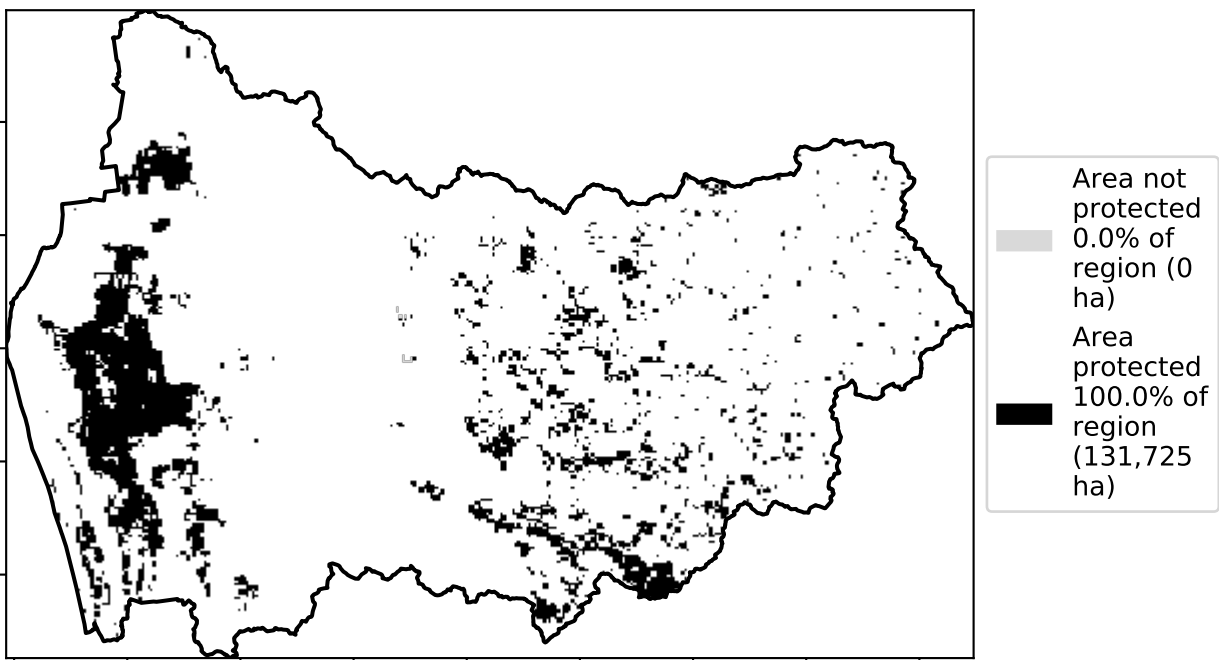 Area not
protected
0.0% of
region (0
ha)
Area
protected
100.0% of
region
(131,725
ha)